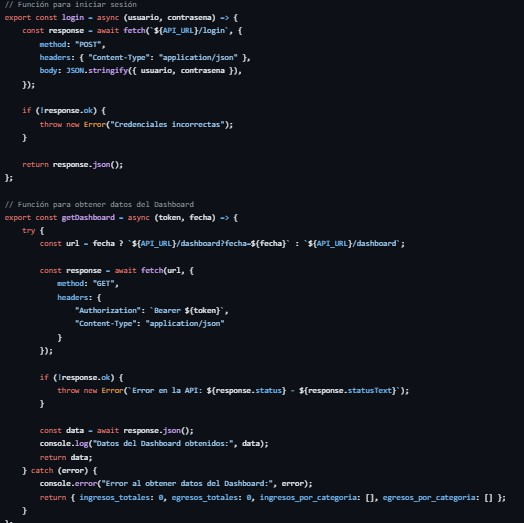 // Función para iniciar sesión
export const login = async (usuario, contrasena) => {
    const response = await fetch(`${API_URL}/login`, {
        method: "POST",
        headers: { "Content-Type": "application/json" },
        body: JSON.stringify({ usuario, contrasena }),
    });

    if (!response.ok) {
        throw new Error("Credenciales incorrectas");
    }

    return response.json();
};

// Función para obtener datos del Dashboard
export const getDashboard = async (token, fecha) => {
    try {
        const url = fecha ? `${API_URL}/dashboard?fecha=${fecha}` : `${API_URL}/dashboard`;

        const response = await fetch(url, {
            method: "GET",
            headers: {
                "Authorization": `Bearer ${token}`,
                "Content-Type": "application/json"
            }
        });

        if (!response.ok) {
            throw new Error(`Error en la API: ${response.status} - ${response.statusText}`);
        }

        const data = await response.json();
        console.log("Datos del Dashboard obtenidos:", data);
        return data;
    } catch (error) {
        console.error("Error al obtener datos del Dashboard:", error);
        return { ingresos_totales: 0, egresos_totales: 0, ingresos_por_categoria: [], egresos_por_categoria: [] };
    }
};